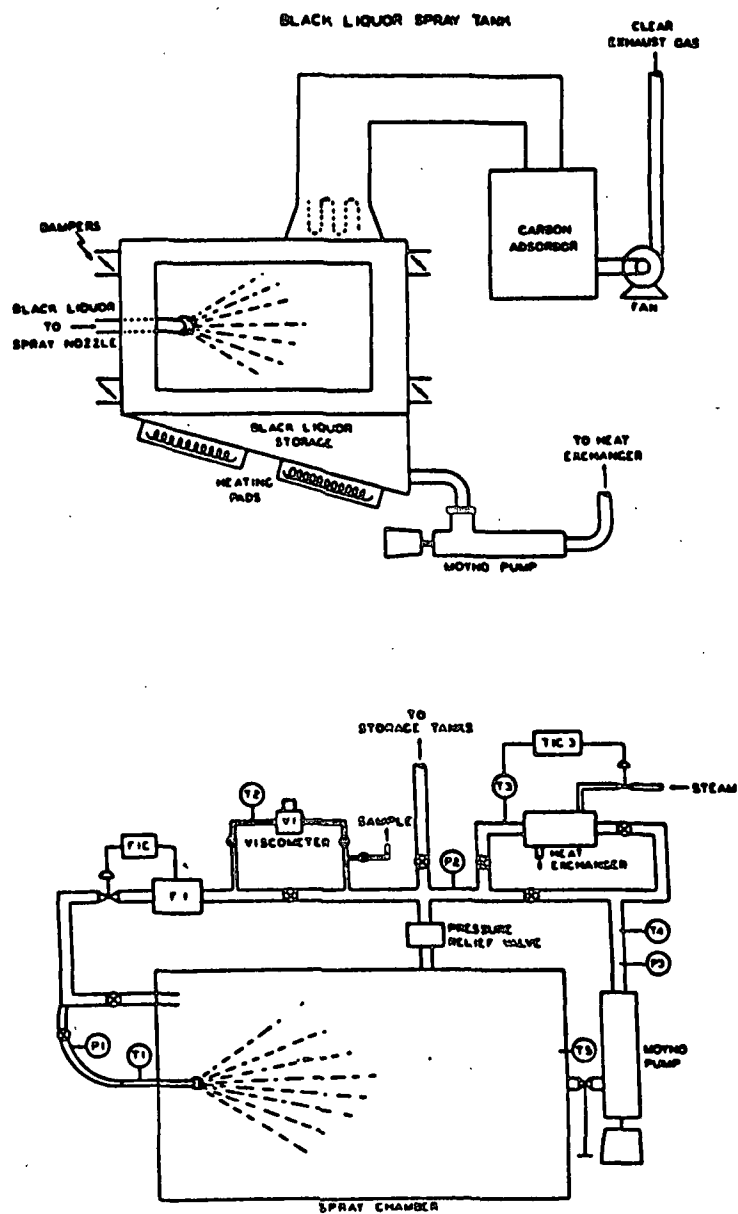 BLACK LIQUOR SPRAY TANK
CLEAR
EXHAUST GAS
DAMPERS
CARBON
ADSORBOR
BLACK LIQUOR
TO
SPRAY NOZZLE
FAN
BLACK LIQUOR
STORAGE
HEATING
PADS
TO HEAT
EXCHANGER
MOYNO PUMP
TO
STORAGE TANKS
TIC 3
T3
STEAM
T2
V1
VISCOMETER
SAMPLE
FIC
P2
HEAT
EXCHANGER
F1
PRESSURE
RELIEF VALVE
T4
P3
P1
T1
T5
MOYNO
PUMP
SPRAY CHAMBER